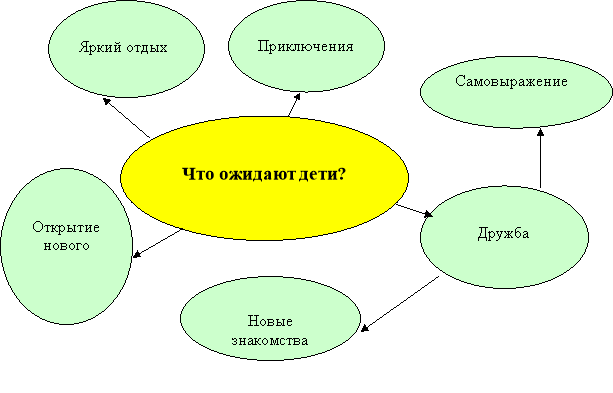 Яркий отдых
Приключения
Самовыражение
Что ожидают дети?
Открытие
нового
Дружба
Новые
знакомства